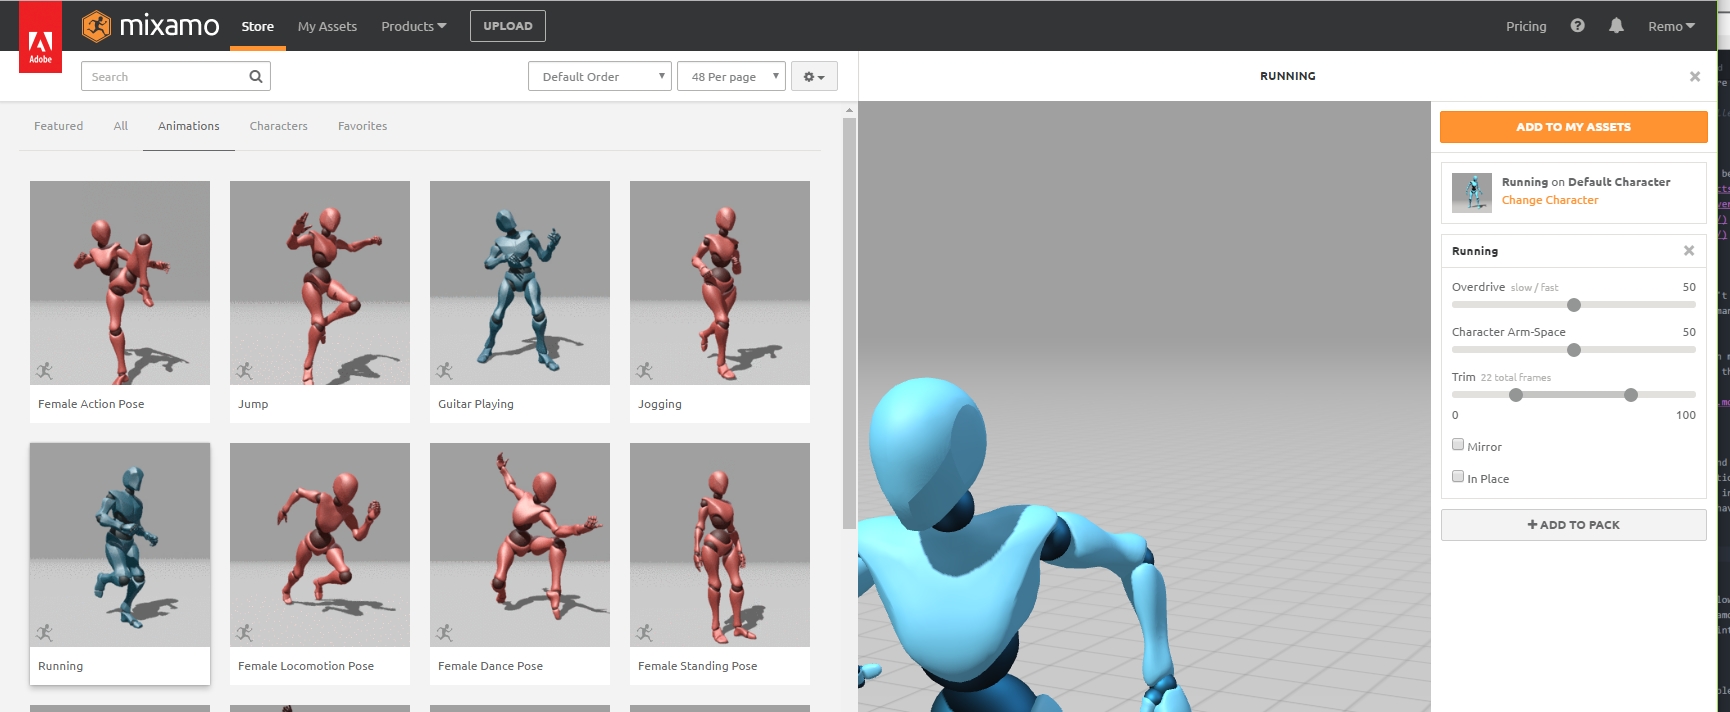 Adobe
mixamo
Store
My Assets
Products
UPLOAD
Pricing
?
Remo
Search
Default Order
48 Per page
RUNNING
Featured
All
Animations
Characters
Favorites
Female Action Pose
Jump
Guitar Playing
Jogging
Running
Female Locomotion Pose
Female Dance Pose
Female Standing Pose
ADD TO MY ASSETS
Running on Default Character
Change Character
Running
Overdrive slow / fast 50
Character Arm-Space 50
Trim 22 total frames
0 100
Mirror
In Place
+ ADD TO PACK